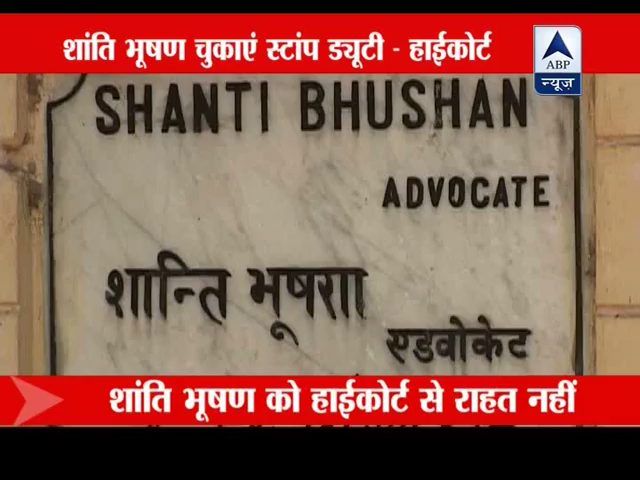 शांति भूषण चुकाएं स्टांप ड्यूटी - हाईकोर्ट
ABP
न्यूज़
SHANTI BHUSHAN
ADVOCATE
शान्ति भूषण
एडवोकेट
शांति भूषण को हाईकोर्ट से राहत नहीं